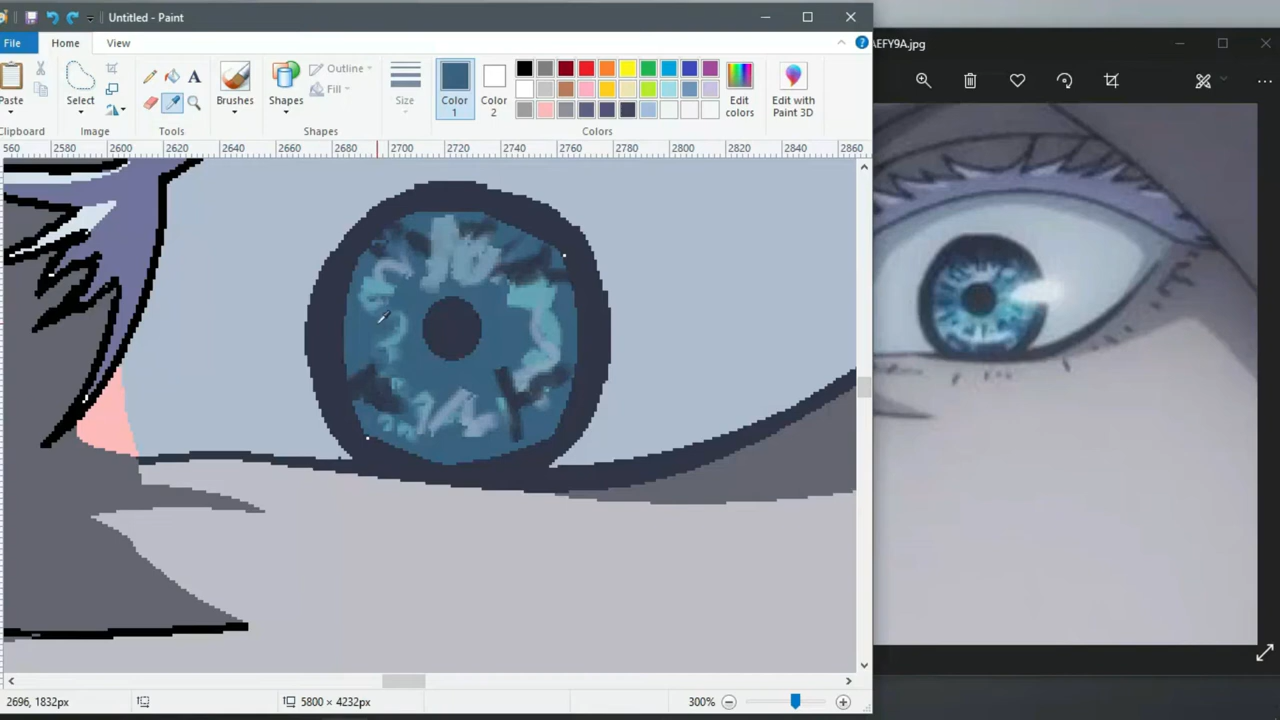 Untitled - Paint
File
Home
View
Paste
Select
Brushes
Shapes
Outline
Fill
Size
Color 1
Color 2
Edit colors
Edit with Paint 3D
Clipboard
Image
Tools
Shapes
Colors
560 2580 2600 2620 2640 2660 2680 2700 2720 2740 2760 2780 2800 2820 2840 2860
2696, 1832px
5800 × 4232px
300%
AEFY9A.jpg